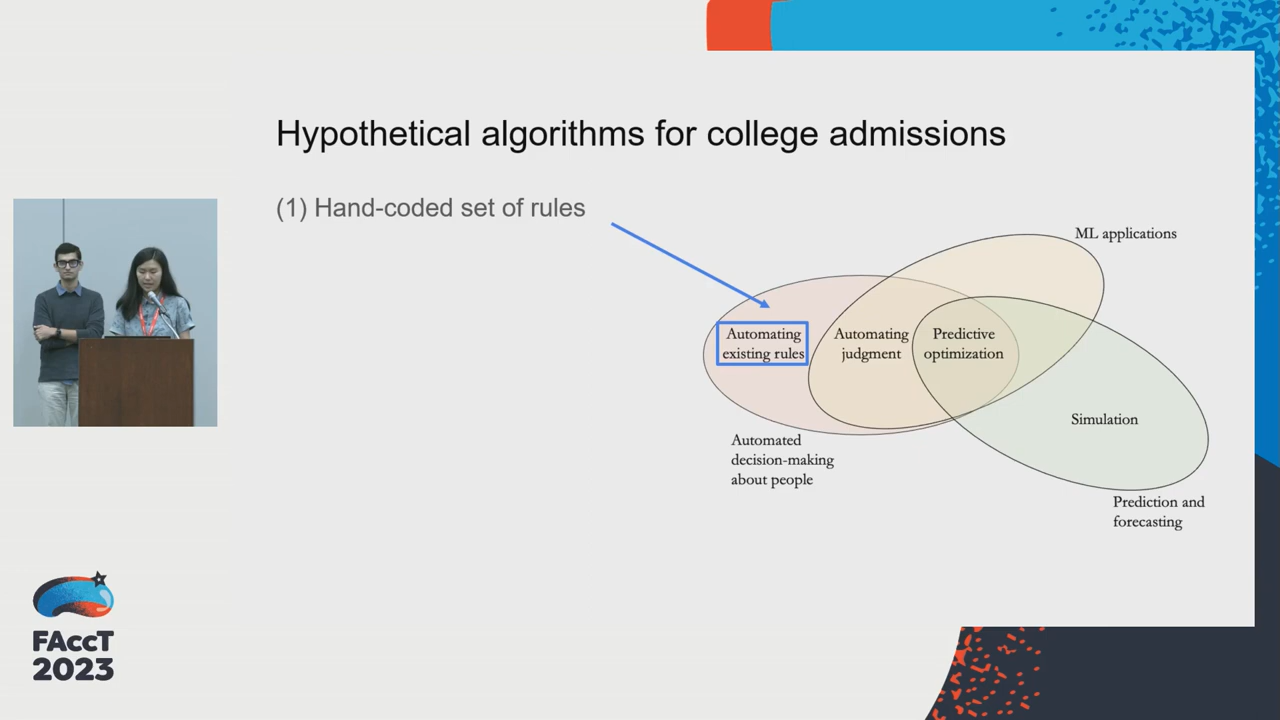 Hypothetical algorithms for college admissions
(1) Hand-coded set of rules
ML applications
Automating
existing rules
Automating
judgment
Predictive
optimization
Simulation
Automated
decision-making
about people
Prediction and
forecasting
FAccT
2023